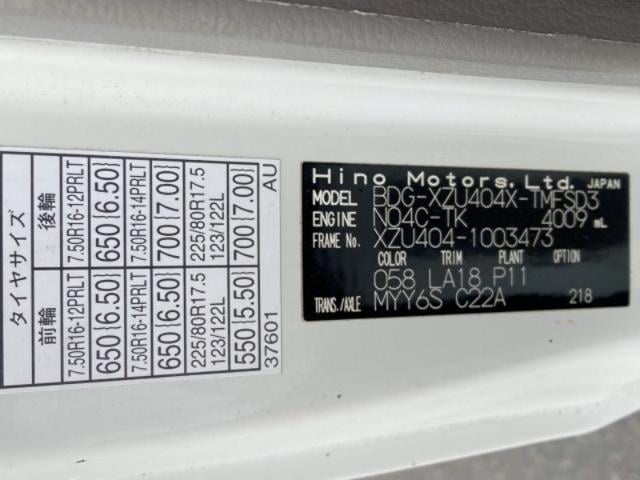 タイヤサイズ
前輪 後輪
7.50R16-12PRLT 7.50R16-12PRLT
650{6.50} 650{6.50}
7.50R16-14PRLT 7.50R16-14PRLT
650{6.50} 700{7.00}
225/80R17.5 225/80R17.5
123/122L 123/122L
550{5.50} 700{7.00}
37601 AU
Hino Motors, Ltd. JAPAN
MODEL BDG-XZU404X-TMFSD3
ENGINE N04C-TK 4009 mL
FRAME No. XZU404-1003473
COLOR TRIM PLANT
058 LA18 P11
TRANS./AXLE MYY6S C22A 218